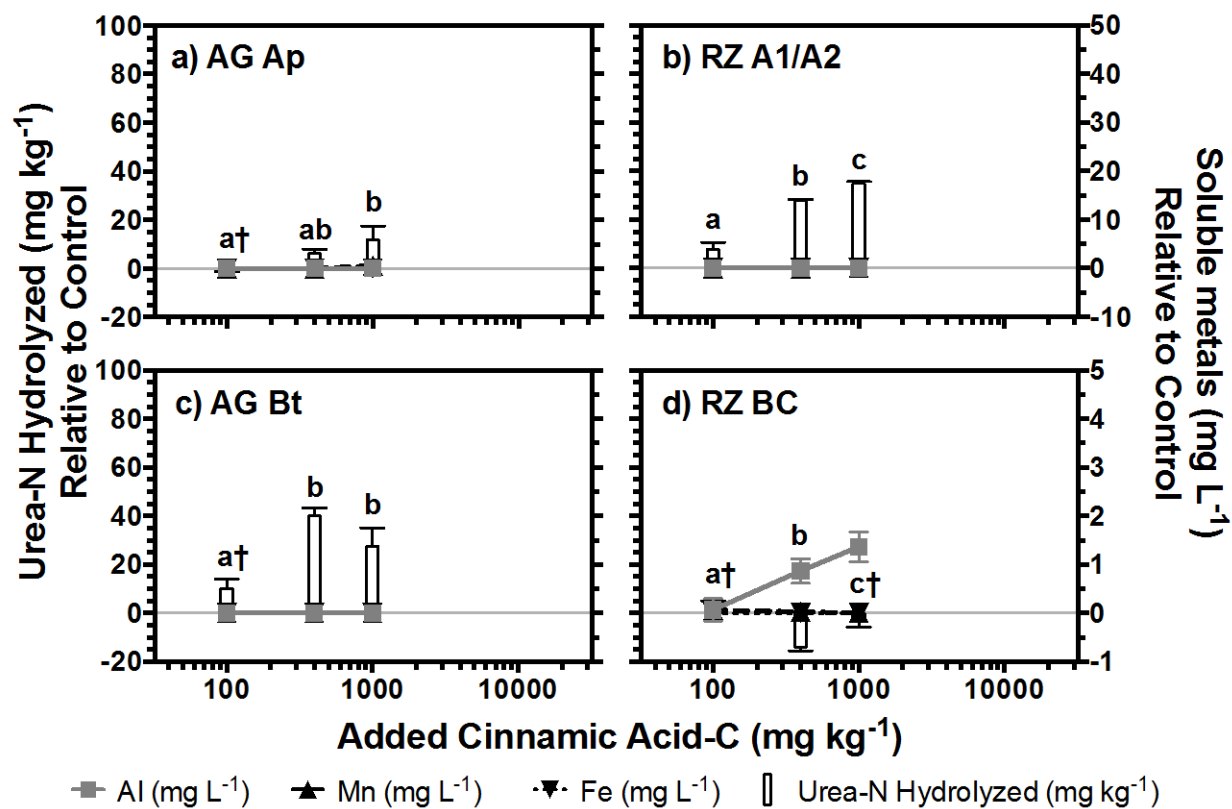 Urea-N Hydrolyzed (mg kg⁻¹)
Relative to Control
a) AG Ap
100
80
60
40
20
0
-20
a†
ab
b
b) RZ A1/A2
50
40
30
20
10
0
-10
a
b
c
Soluble metals (mg L⁻¹)
Relative to Control
c) AG Bt
100
80
60
40
20
0
-20
a†
b
b
100
1000
10000
d) RZ BC
5
4
3
2
1
0
-1
a†
b
c†
100
1000
10000
Added Cinnamic Acid-C (mg kg⁻¹)
Al (mg L⁻¹) Mn (mg L⁻¹) Fe (mg L⁻¹) Urea-N Hydrolyzed (mg kg⁻¹)